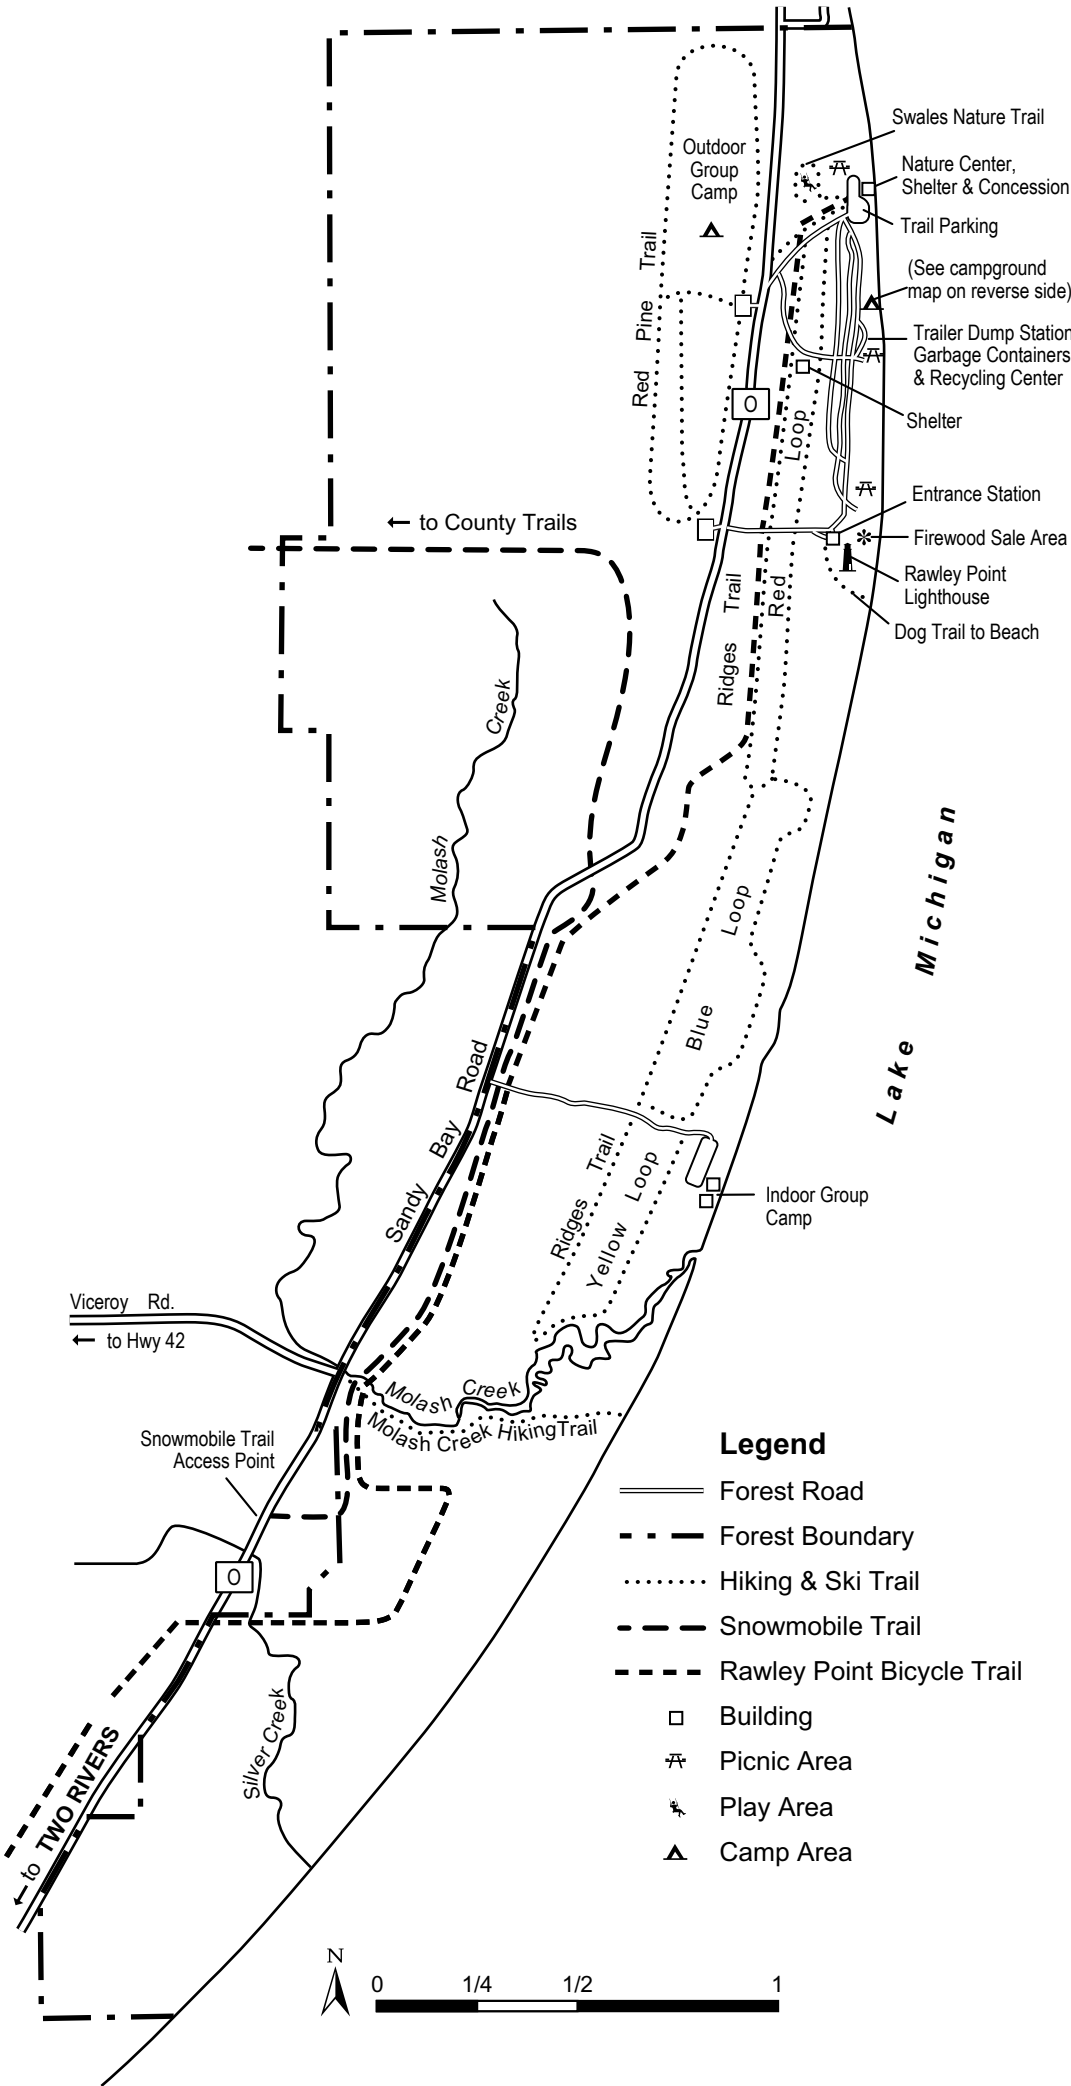 Swales Nature Trail
Outdoor
Group
Camp
Nature Center,
Shelter & Concession
Trail Parking
Red Pine Trail
(See campground
map on reverse side)
Trailer Dump Station
Garbage Containers
& Recycling Center
O
Shelter
Entrance Station
← to County Trails
Firewood Sale Area
Rawley Point
Lighthouse
Dog Trail to Beach
Ridges Trail
Red Loop
Molash Creek
Lake Michigan
Blue Loop
Sandy Bay Road
Ridges Trail
Yellow Loop
Indoor Group
Camp
Viceroy Rd.
← to Hwy 42
Molash Creek
Molash Creek Hiking Trail
Snowmobile Trail
Access Point
O
Silver Creek
← to TWO RIVERS
Legend
Forest Road
Forest Boundary
Hiking & Ski Trail
Snowmobile Trail
Rawley Point Bicycle Trail
Building
Picnic Area
Play Area
Camp Area
N
0 1/4 1/2 1